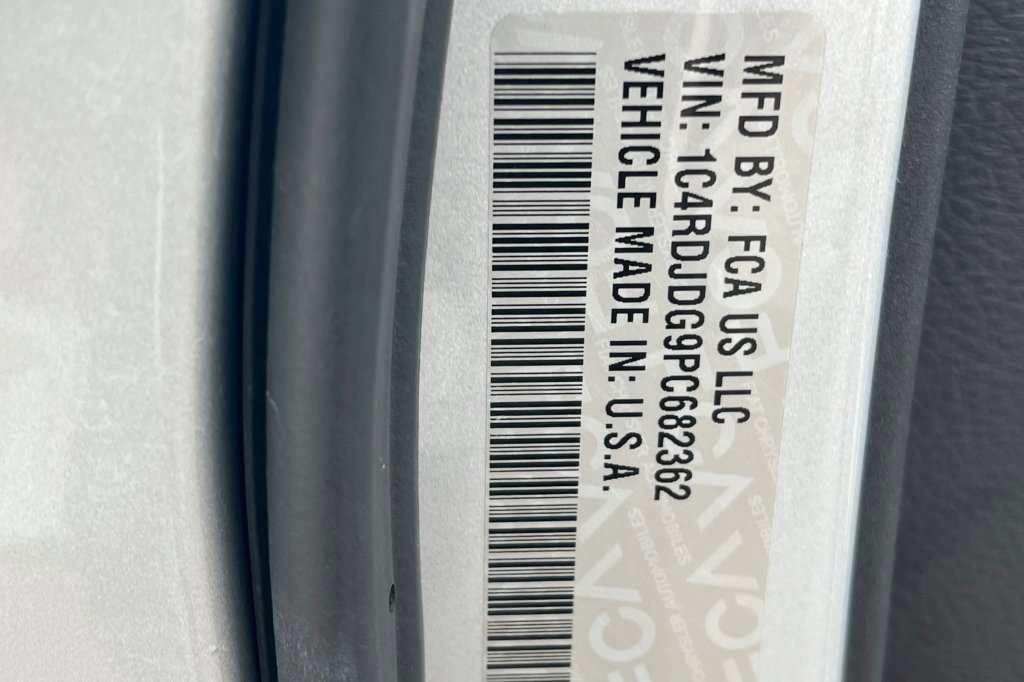 MFD BY: FCA US LLC
VIN: 1C4RDJDG9PC682362
VEHICLE MADE IN: U.S.A.